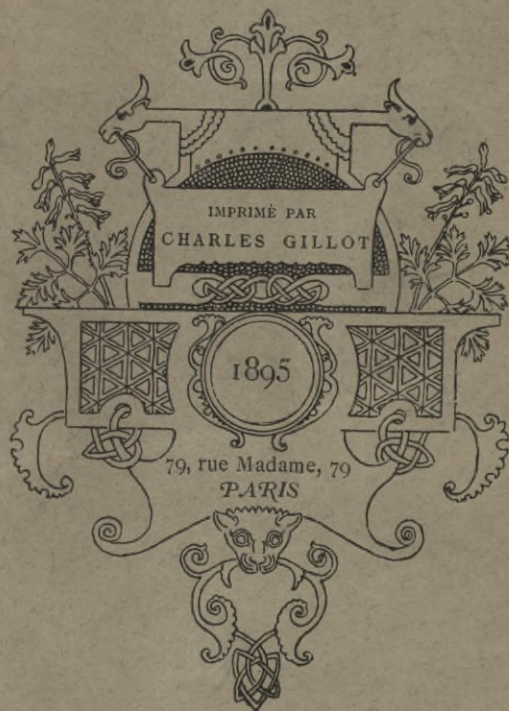 IMPRIMÉ PAR
CHARLES GILLOT
1895
79, rue Madame, 79
PARIS